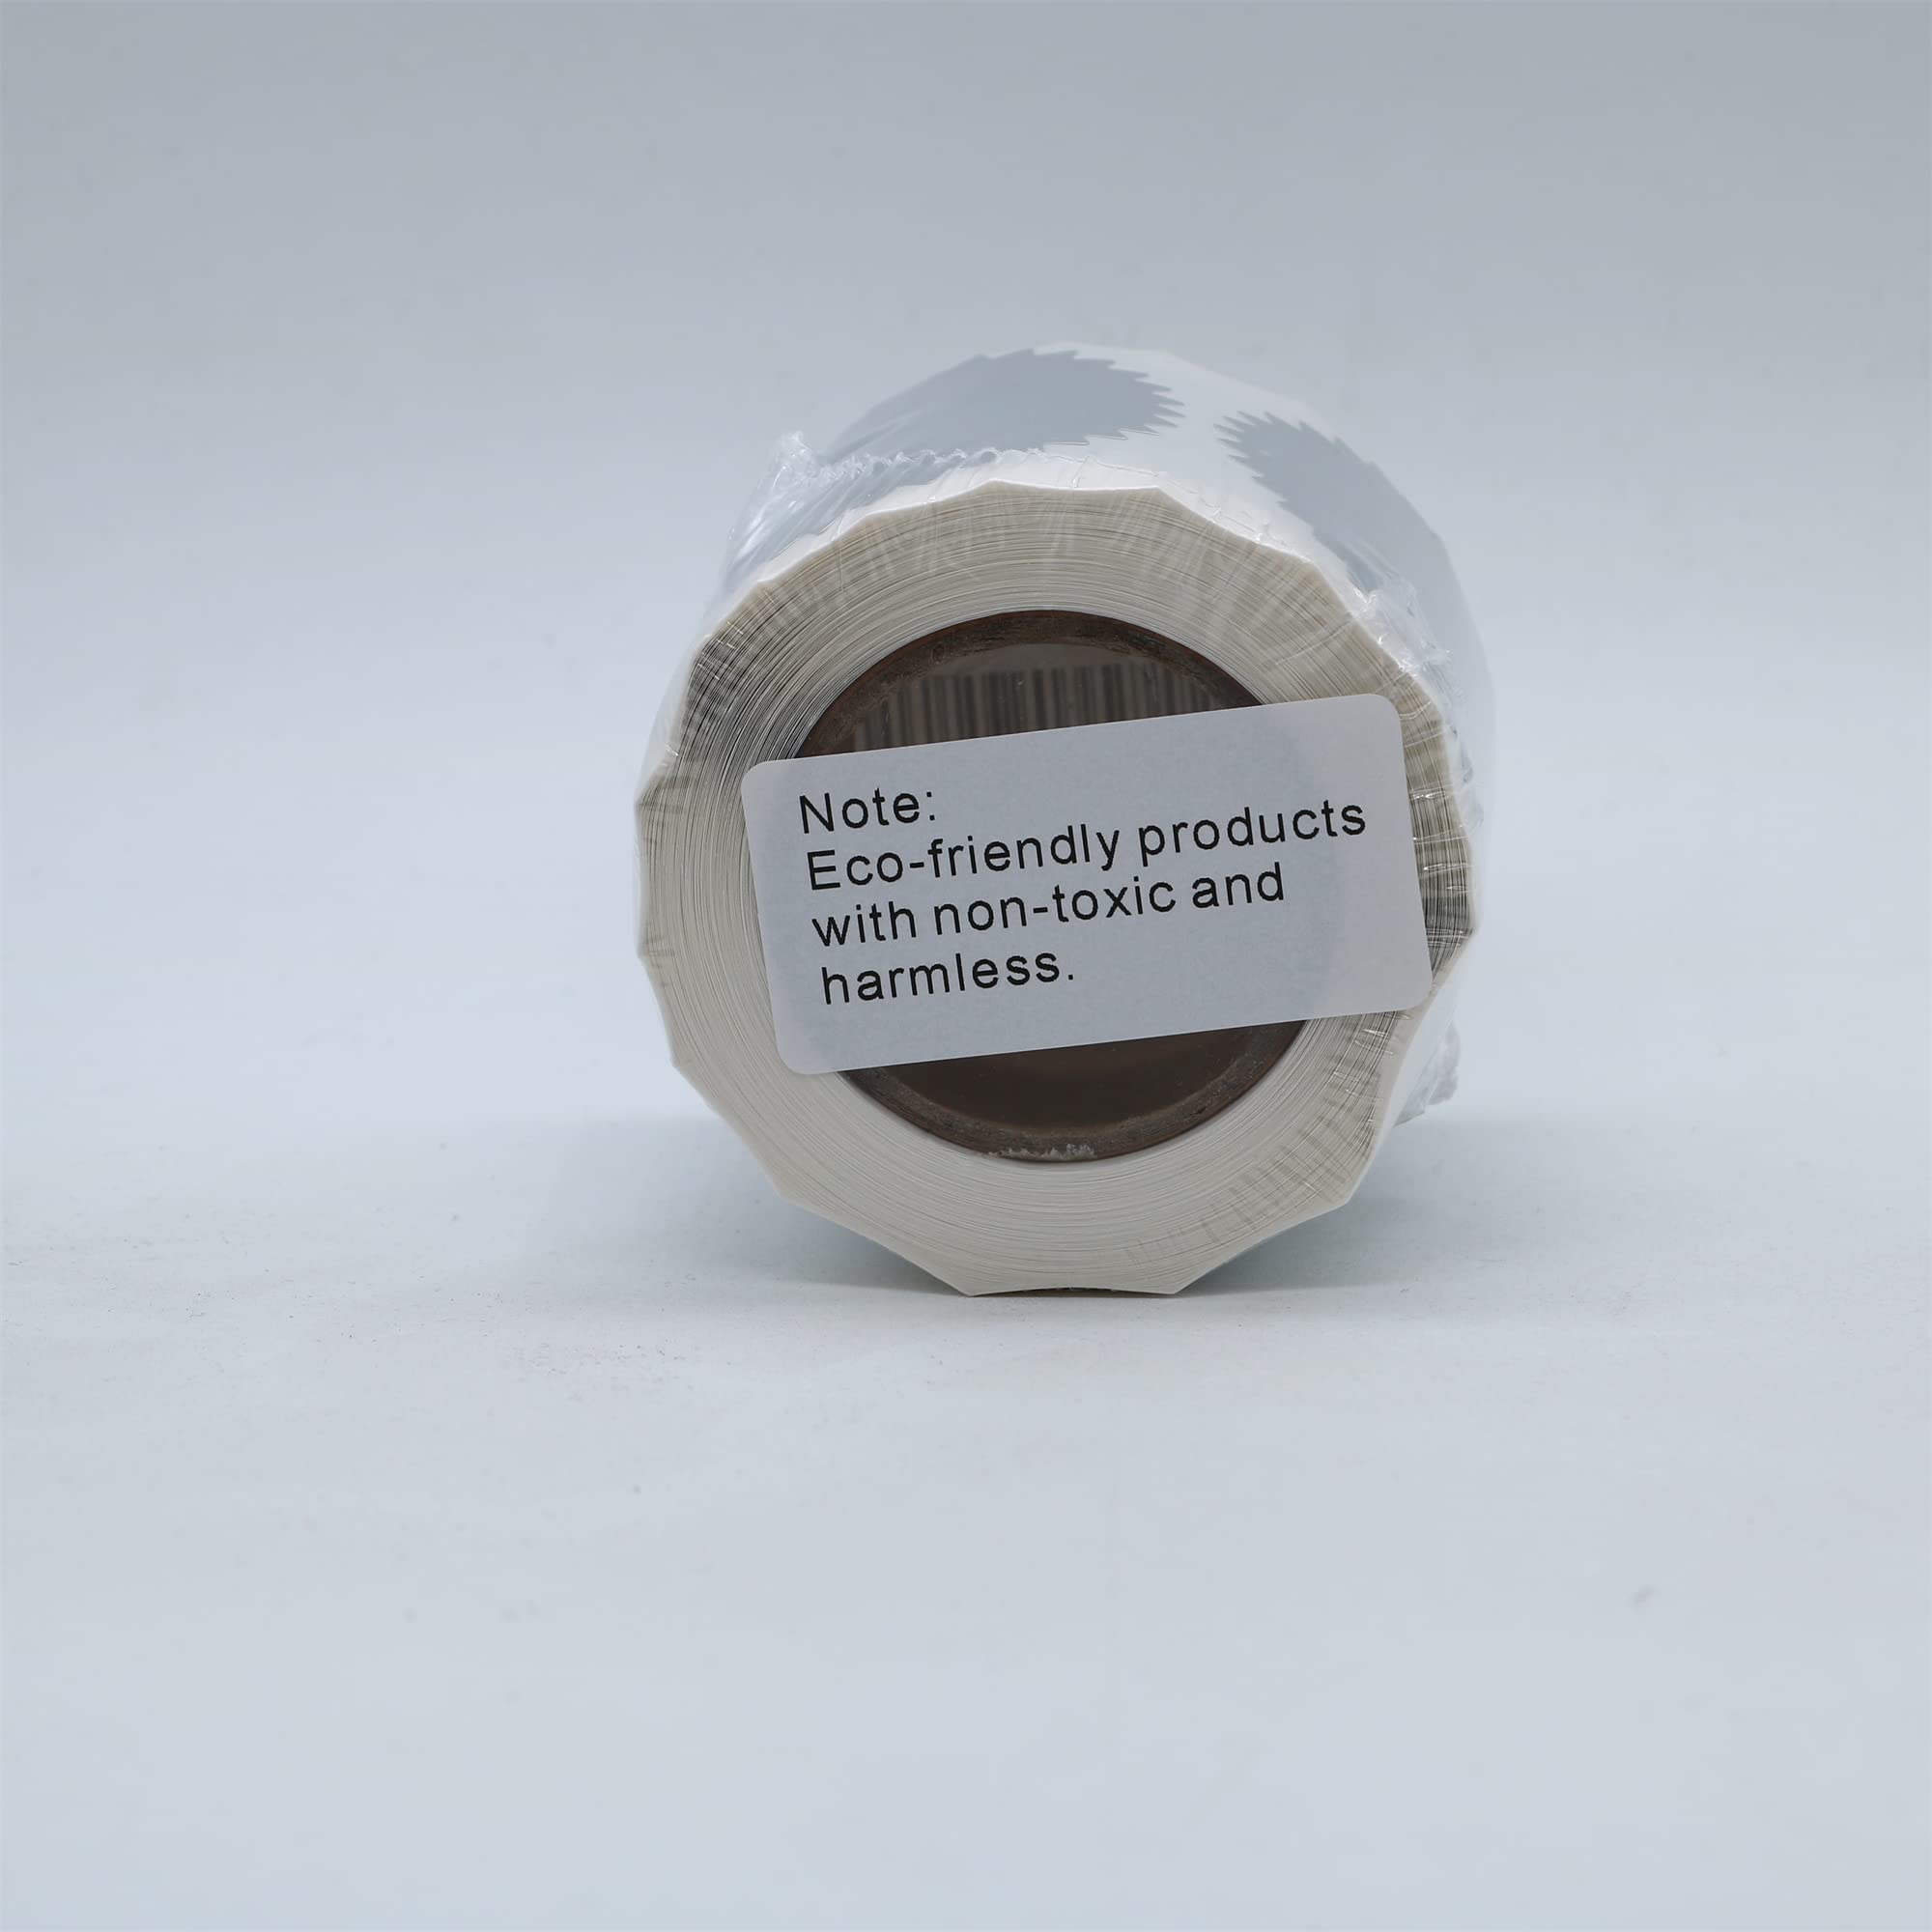 Note:
Eco-friendly products
with non-toxic and
harmless.